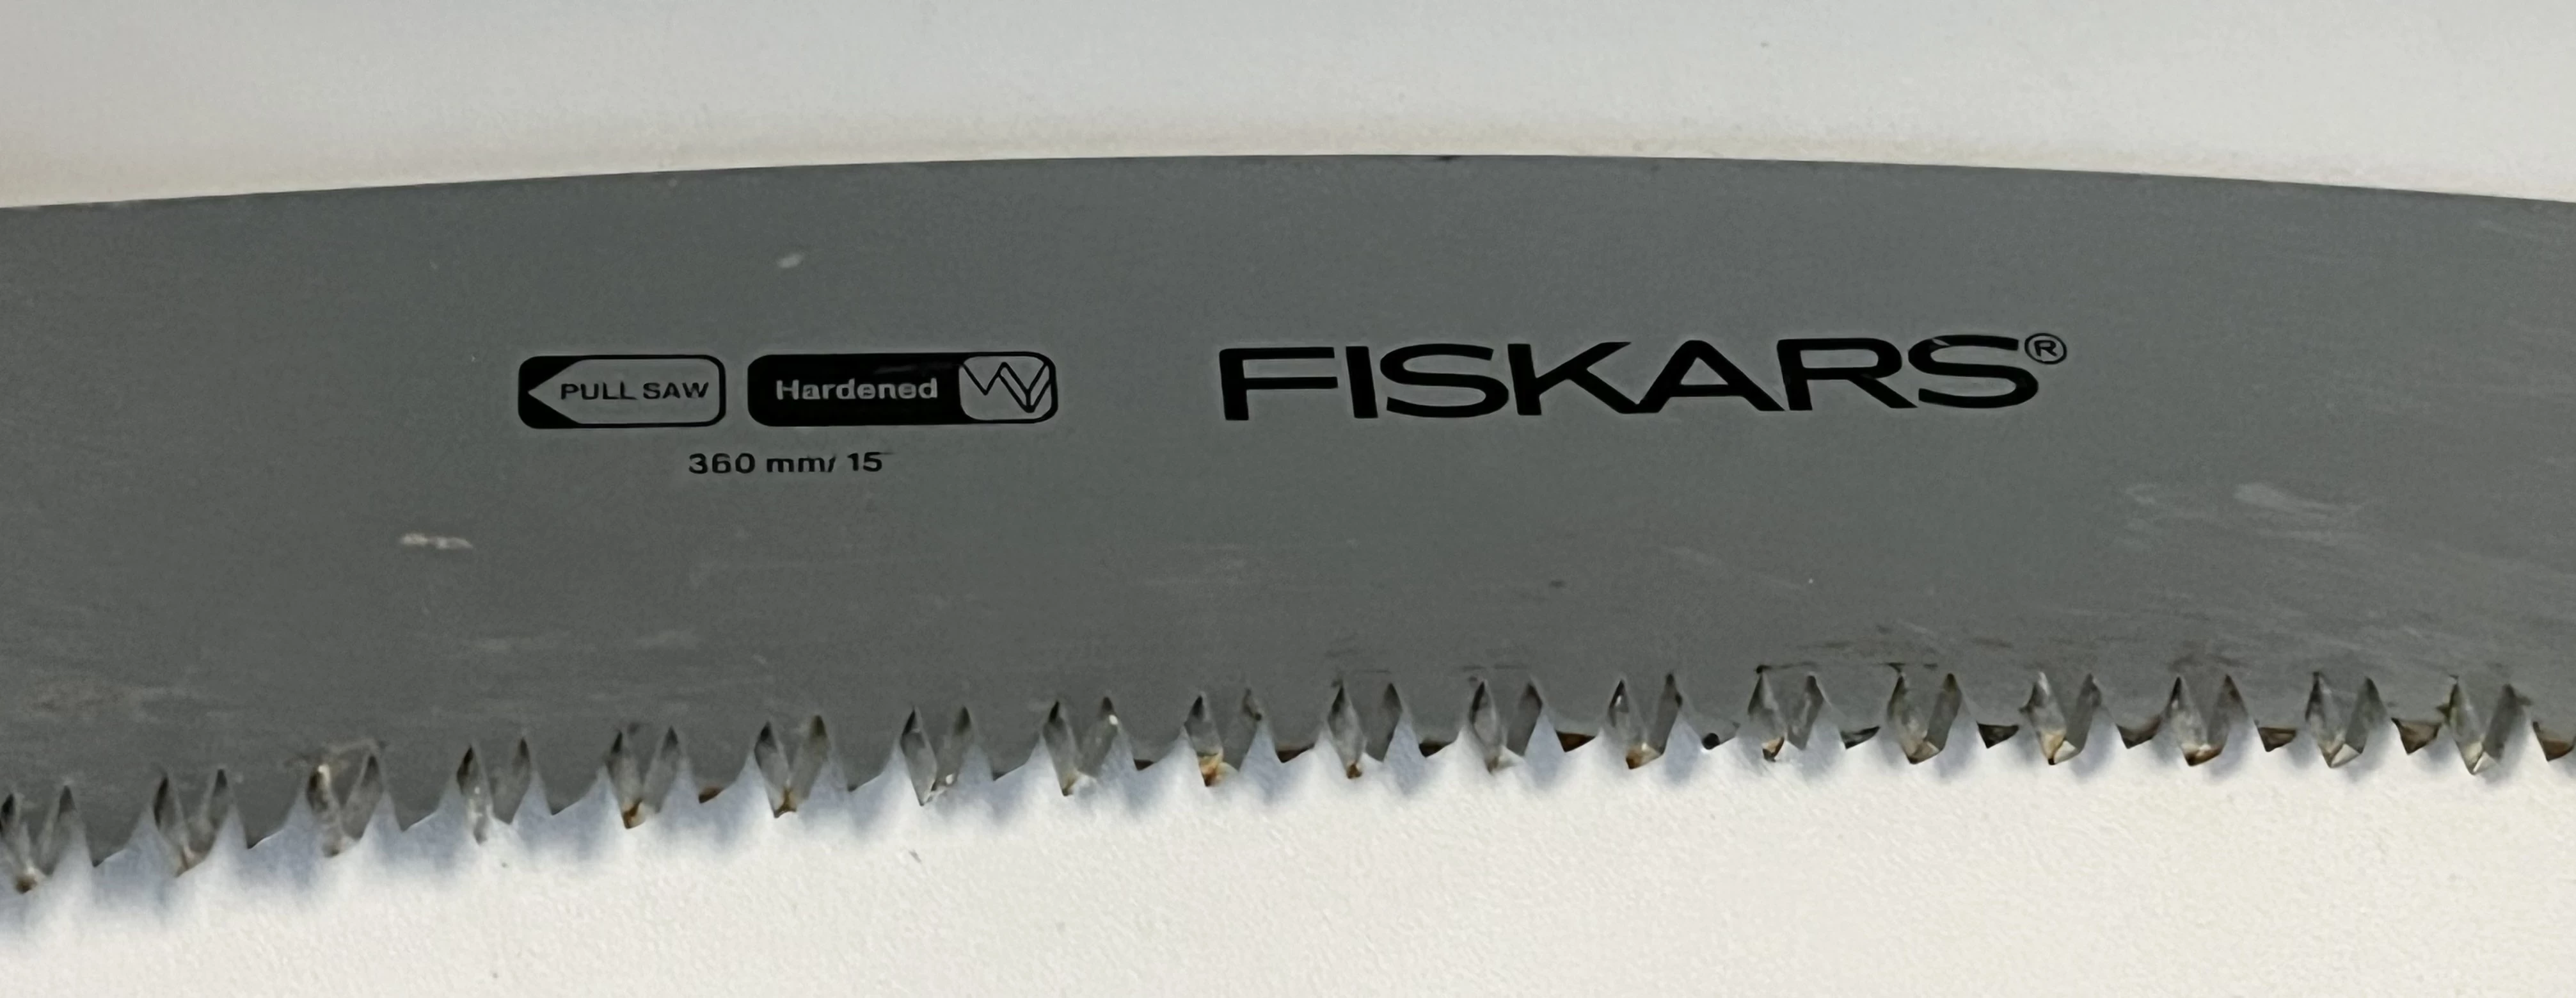 PULL SAW Hardened FISKARS®
360 mm/ 15